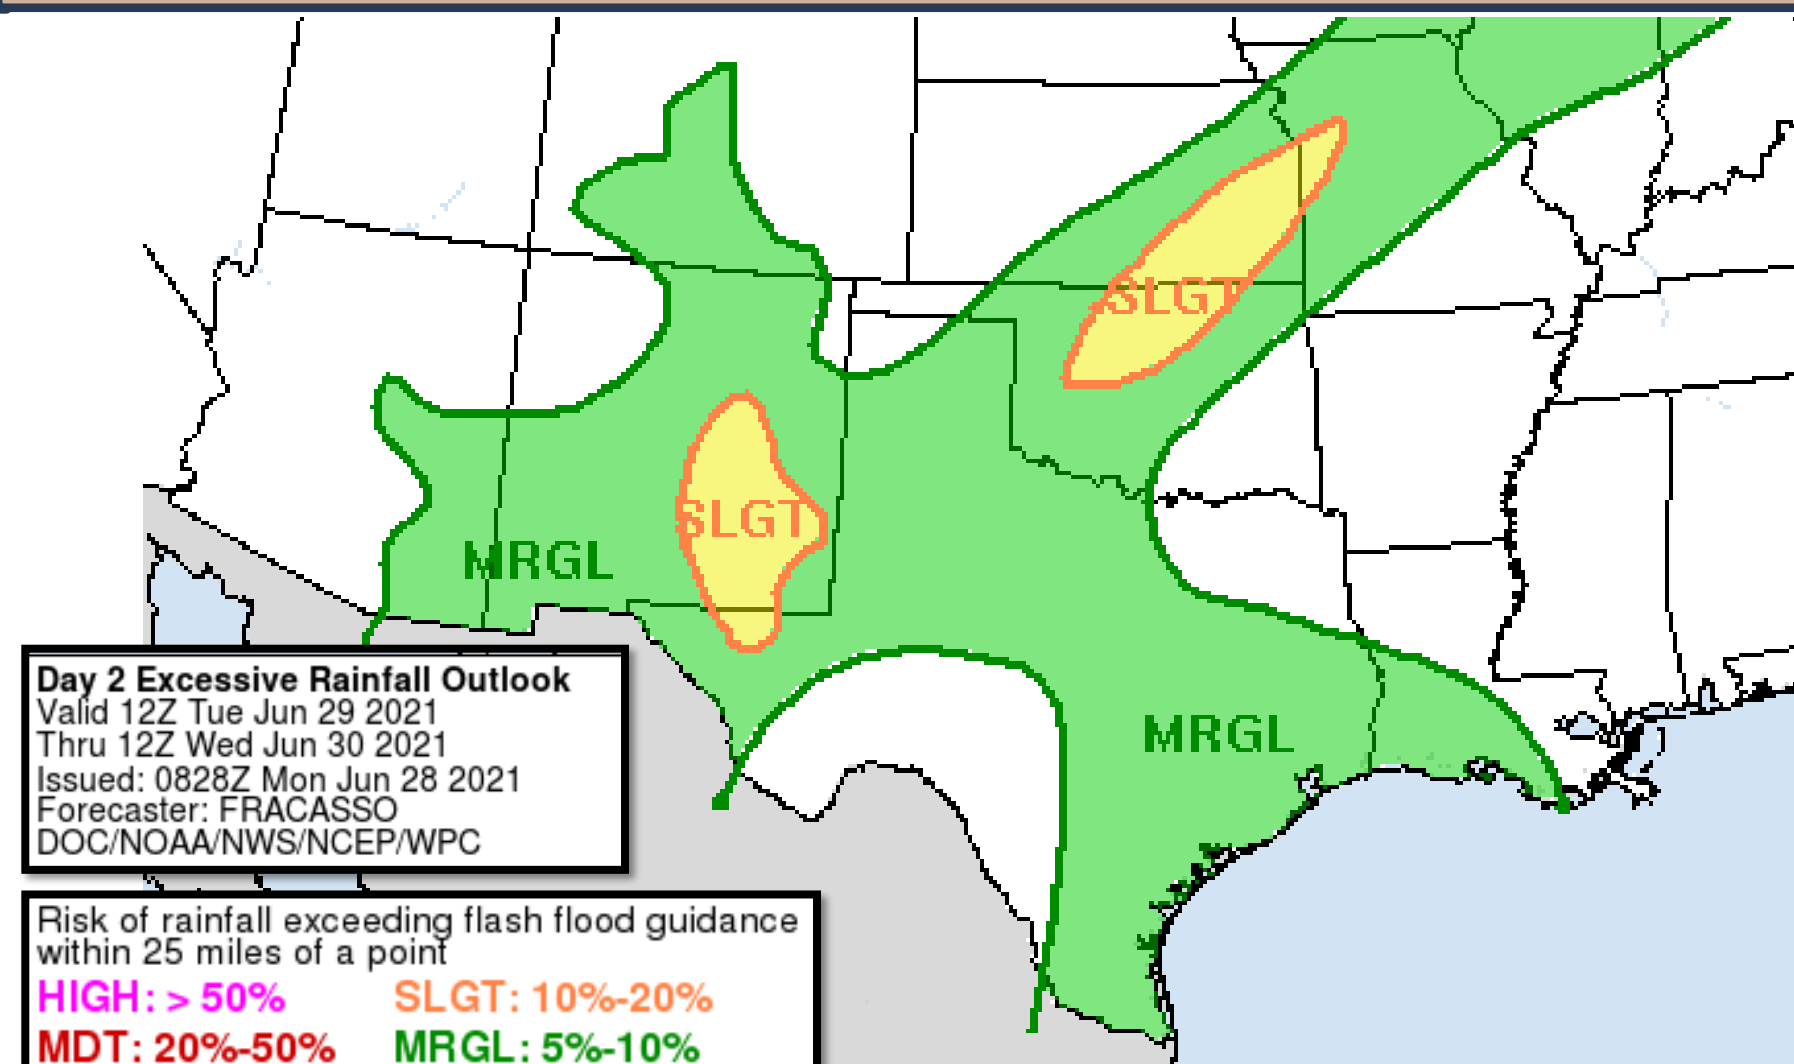 SLGT
SLGT
MRGL
MRGL
Day 2 Excessive Rainfall Outlook
Valid 12Z Tue Jun 29 2021
Thru 12Z Wed Jun 30 2021
Issued: 0828Z Mon Jun 28 2021
Forecaster: FRACASSO
DOC/NOAA/NWS/NCEP/WPC
Risk of rainfall exceeding flash flood guidance
within 25 miles of a point
HIGH: > 50% SLGT: 10%-20%
MDT: 20%-50% MRGL: 5%-10%